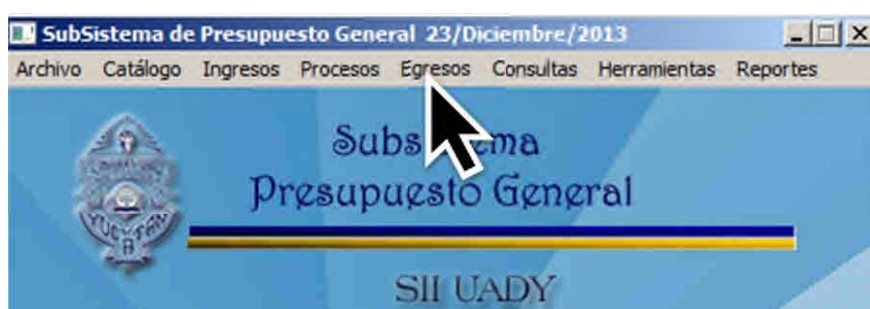 SubSistema de Presupuesto General 23/Diciembre/2013
Archivo Catálogo Ingresos Procesos Egresos Consultas Herramientas Reportes
Presupuesto General
YUCATAN
SII UADY